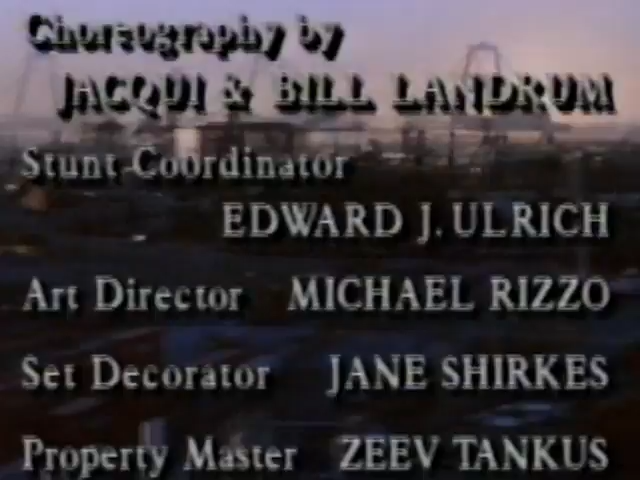 Choreography by
JACQUI & BILL LANDRUM
Stunt Coordinator
EDWARD J. ULRICH
Art Director MICHAEL RIZZO
Set Decorator JANE SHIRKES
Property Master ZEEV TANKUS